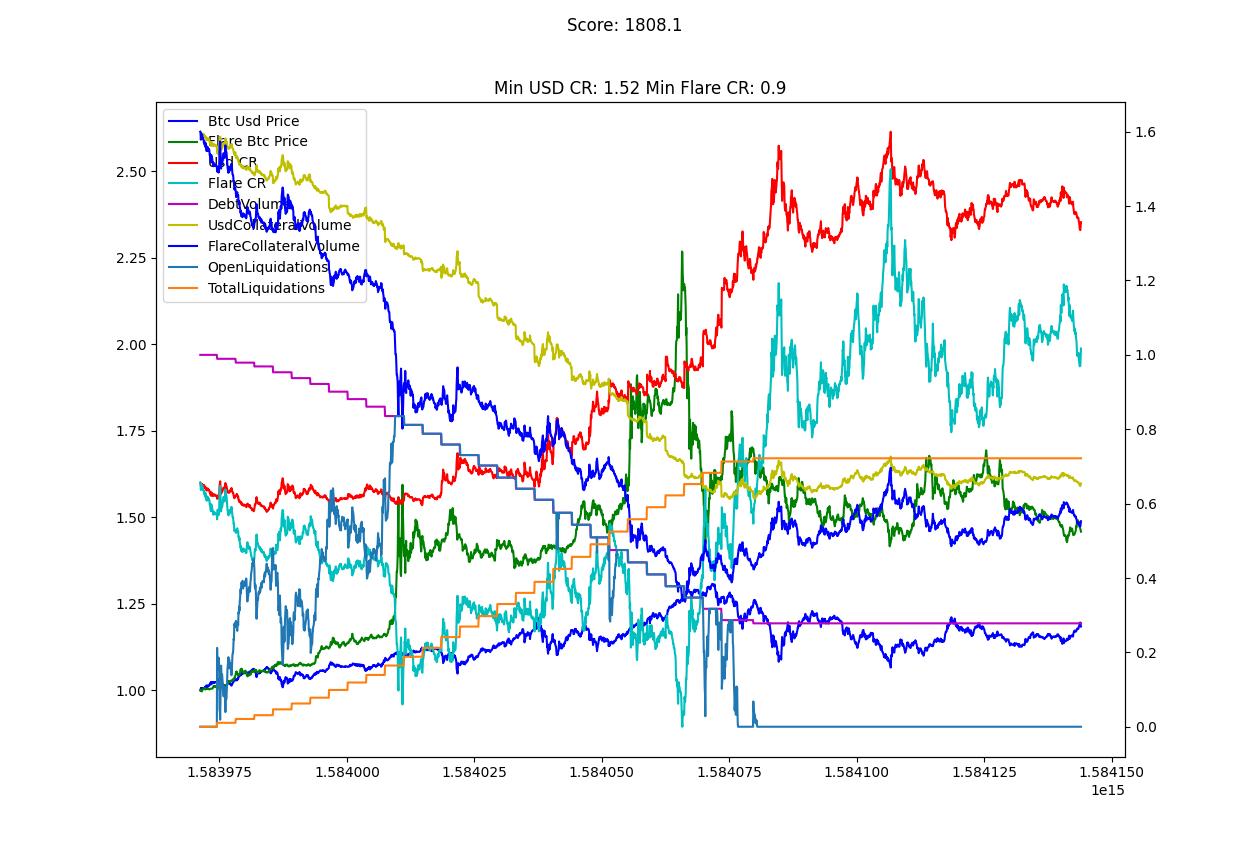 Score: 1808.1
Min USD CR: 1.52 Min Flare CR: 0.9
Btc Usd Price
Flare Btc Price
Usd CR
Flare CR
DebtVolume
UsdCollateralVolume
FlareCollateralVolume
OpenLiquidations
TotalLiquidations
2.50
2.25
2.00
1.75
1.50
1.25
1.00
1.6
1.4
1.2
1.0
0.8
0.6
0.4
0.2
0.0
1.583975
1.584000
1.584025
1.584050
1.584075
1.584100
1.584125
1.584150
1e15